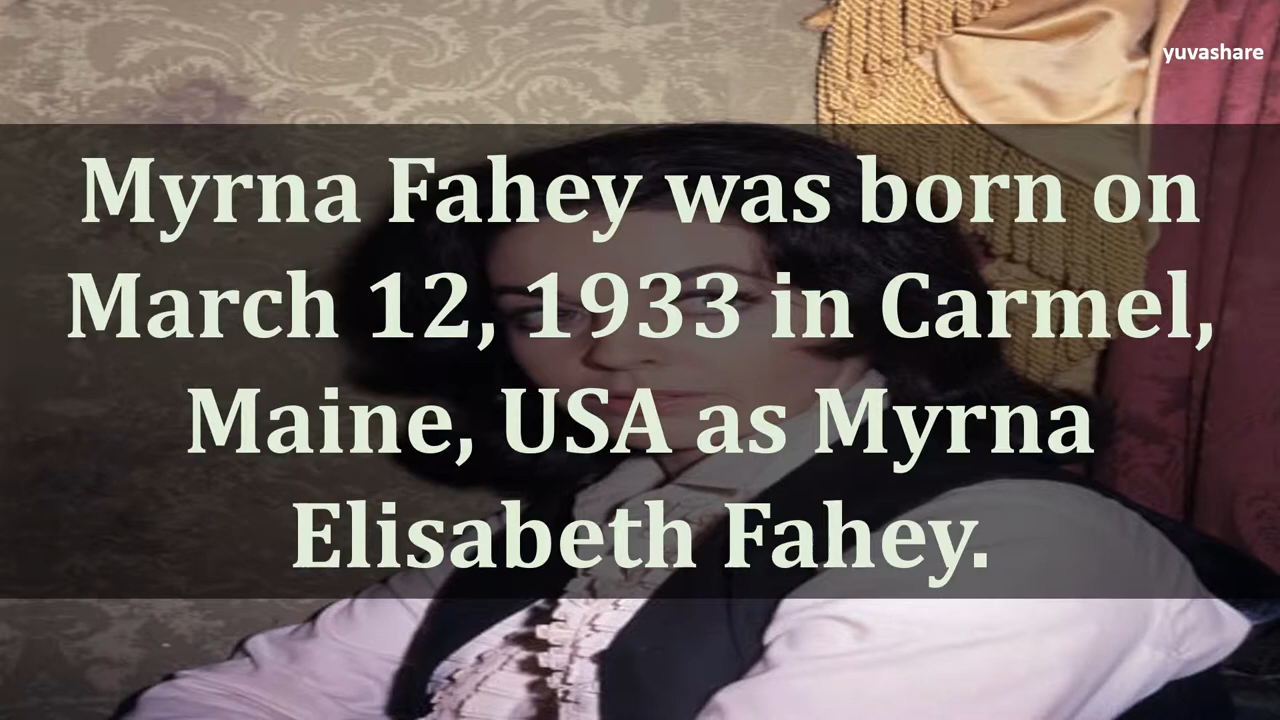 yuvashare
Myrna Fahey was born on
March 12, 1933 in Carmel,
Maine, USA as Myrna
Elisabeth Fahey.